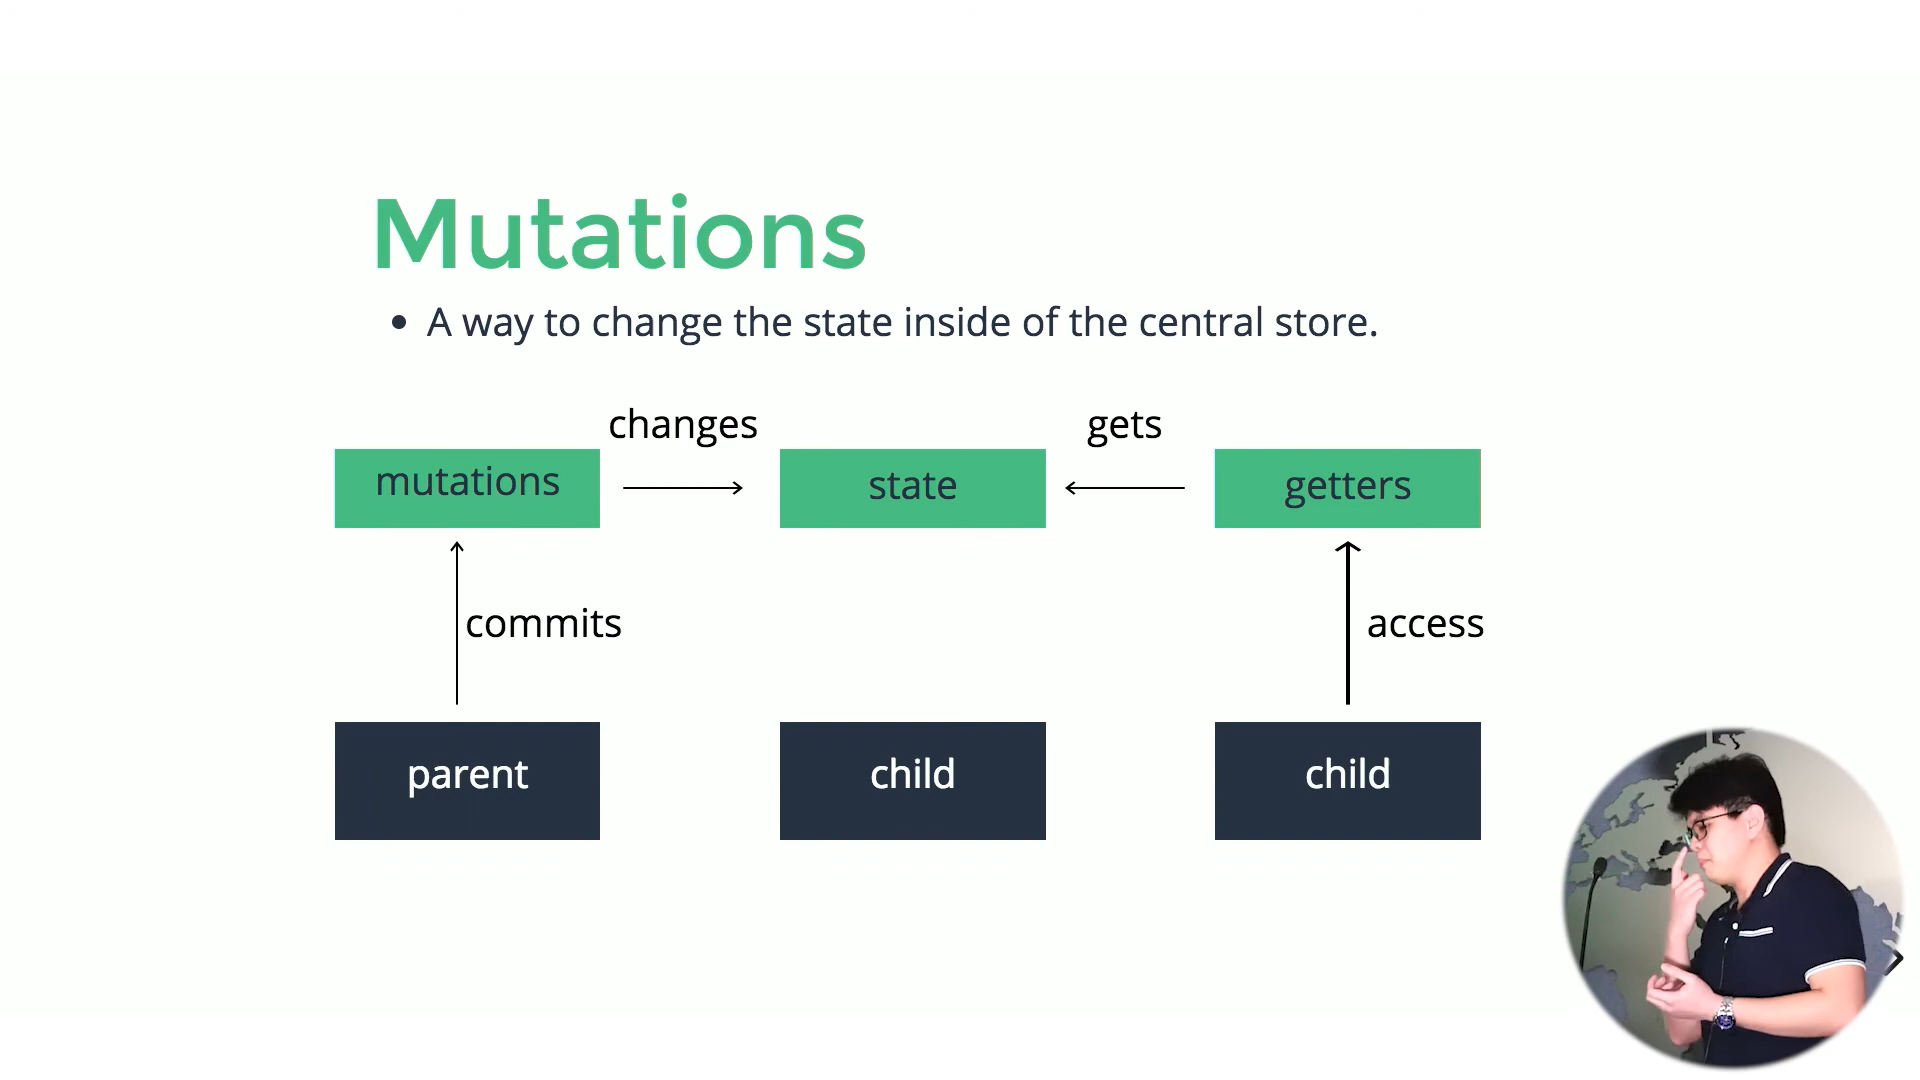 Mutations
• A way to change the state inside of the central store.
changes
gets
mutations
state
getters
commits
access
parent
child
child